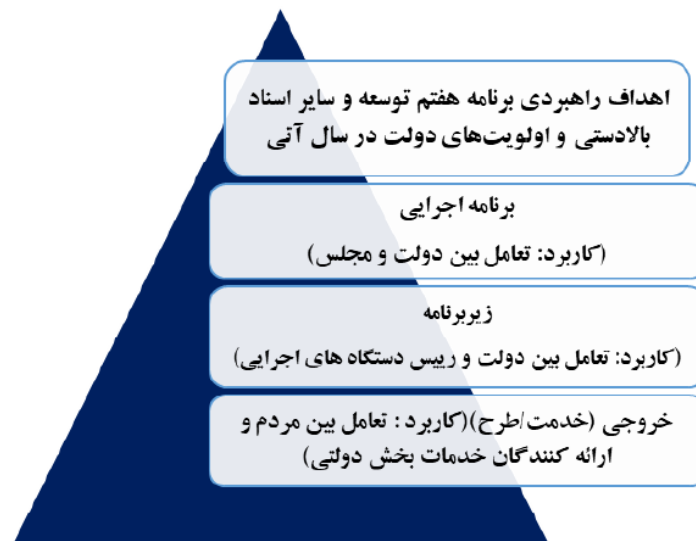 اهداف راهبردی برنامه هفتم توسعه و سایر اسناد
بالادستی و اولویت‌های دولت در سال آتی
برنامه اجرایی
(کاربرد: تعامل بین دولت و مجلس)
زیربرنامه
(کاربرد: تعامل بین دولت و رییس دستگاه های اجرایی)
خروجی (خدمت/طرح)(کاربرد : تعامل بین مردم و
ارائه کنندگان خدمات بخش دولتی)